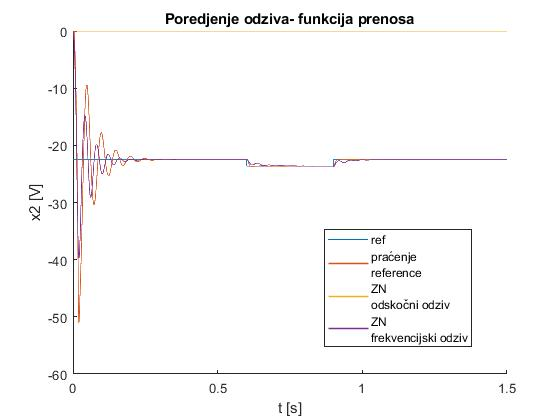 Poredjenje odziva- funkcija prenosa
0
-10
-20
-30
-40
-50
-60
x2 [V]
0
0.5
1
1.5
t [s]
ref
praćenje
reference
ZN
odskočni odziv
ZN
frekvencijski odziv